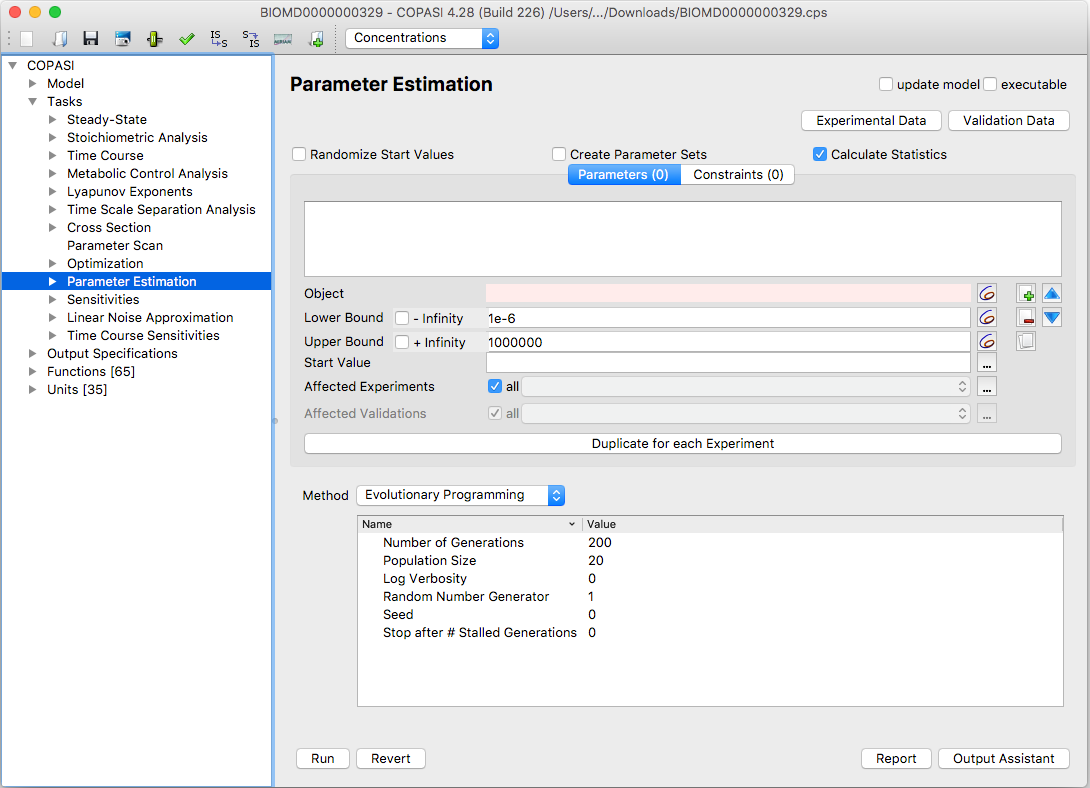 BIOMD0000000329 - COPASI 4.28 (Build 226) /Users/.../Downloads/BIOMD0000000329.cps
IS S→S S→IS MIRIAM Concentrations
COPASI
Model
Tasks
Steady-State
Stoichiometric Analysis
Time Course
Metabolic Control Analysis
Lyapunov Exponents
Time Scale Separation Analysis
Cross Section
Parameter Scan
Optimization
Parameter Estimation
Sensitivities
Linear Noise Approximation
Time Course Sensitivities
Output Specifications
Functions [65]
Units [35]
Parameter Estimation
update model executable
Experimental Data Validation Data
Randomize Start Values Create Parameter Sets Calculate Statistics
Parameters (0) Constraints (0)
Object
Lower Bound - Infinity 1e-6
Upper Bound + Infinity 1000000
Start Value ...
Affected Experiments all ...
Affected Validations all ...
Duplicate for each Experiment
Method Evolutionary Programming
Name Value
Number of Generations 200
Population Size 20
Log Verbosity 0
Random Number Generator 1
Seed 0
Stop after # Stalled Generations 0
Run Revert Report Output Assistant